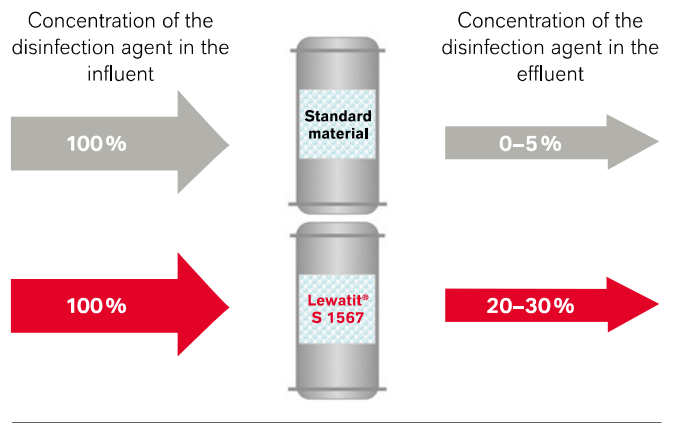 Concentration of the
disinfection agent in the
influent
Concentration of the
disinfection agent in the
effluent
100 %
Standard
material
0–5 %
100 %
Lewatit®
S 1567
20–30 %